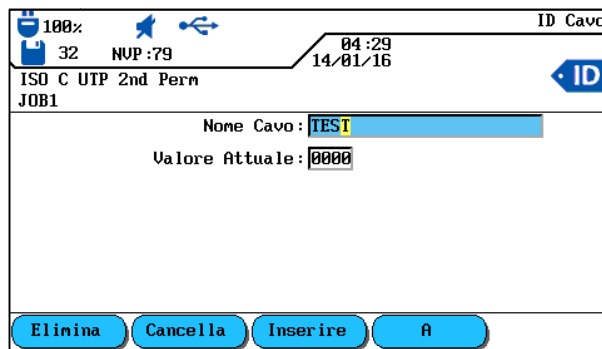 100% ID Cavo
32 NVP:79 04:29
14/01/16
ISO C UTP 2nd Perm
ID
JOB1
Nome Cavo: TEST
Valore Attuale: 0000
Elimina Cancella Inserire A